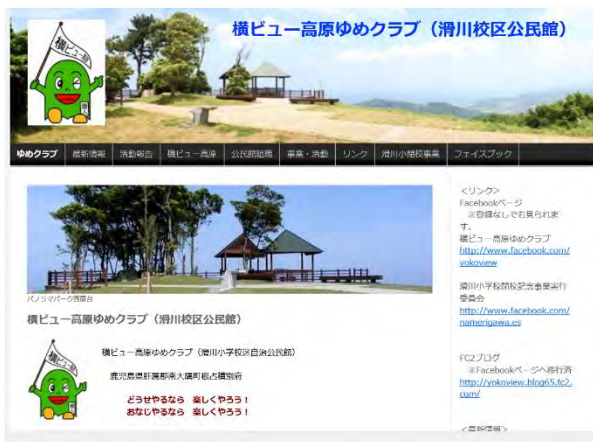 横ビュー高原ゆめクラブ（滑川校区公民館）
ゆめクラブ 最新情報 活動報告 横ビュー高原 公民館組織 事業・活動 リンク 滑川小閉校事業 フェイスブック
パノラマパーク西原台
横ビュー高原ゆめクラブ（滑川校区公民館）
横ビュー高原ゆめクラブ（滑川小学校区自治公民館）
鹿児島県肝属郡南大隅町根占横別府
どうせやるなら 楽しくやろう！
おなじやるなら 楽しくやろう！
＜リンク＞
Facebookページ
※登録なしでも見られま
す。
横ビュー高原ゆめクラブ
http://www.facebook.com/
yokoview
滑川小学校閉校記念事業実行
委員会
http://www.facebook.com/
namerigawa.es
FC2ブログ
※Facebookページへ移行済
http://yokoview.blog65.fc2.
com/
＜最新情報＞